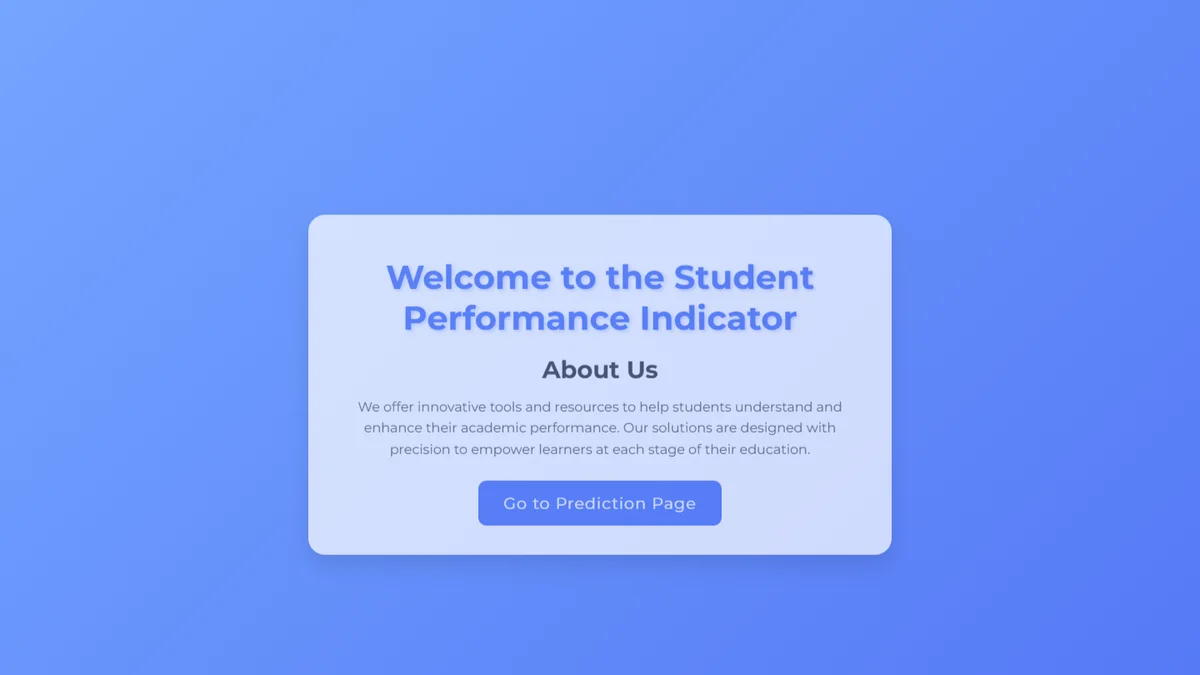 Welcome to the Student
Performance Indicator
About Us
We offer innovative tools and resources to help students understand and
enhance their academic performance. Our solutions are designed with
precision to empower learners at each stage of their education.
Go to Prediction Page